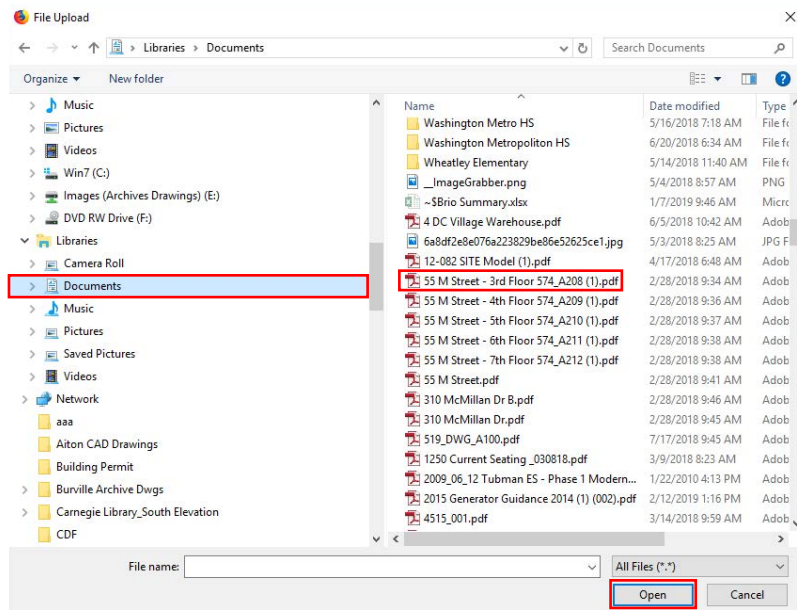 File Upload
Libraries > Documents
Search Documents
Organize
New folder
Music
Pictures
Videos
Win7 (C:)
Images (Archives Drawings) (E:)
DVD RW Drive (F:)
Libraries
Camera Roll
Documents
Music
Pictures
Saved Pictures
Videos
Network
aaa
Aiton CAD Drawings
Building Permit
Burville Archive Dwgs
Carnegie Library_South Elevation
CDF
Name Date modified Type
Washington Metro HS 5/16/2018 7:18 AM File fo
Washington Metropoliton HS 6/20/2018 6:34 AM File fo
Wheatley Elementary 5/14/2018 11:40 AM File fo
__ImageGrabber.png 5/4/2018 8:57 AM PNG
~$Brio Summary.xlsx 1/7/2019 9:46 AM Micro
4 DC Village Warehouse.pdf 6/5/2018 10:42 AM Adob
6a8df2e8e076a223829be86e52625ce1.jpg 5/3/2018 8:25 AM JPG F
12-082 SITE Model (1).pdf 4/17/2018 6:48 AM Adob
55 M Street - 3rd Floor 574_A208 (1).pdf 2/28/2018 9:34 AM Adob
55 M Street - 4th Floor 574_A209 (1).pdf 2/28/2018 9:36 AM Adob
55 M Street - 5th Floor 574_A210 (1).pdf 2/28/2018 9:37 AM Adob
55 M Street - 6th Floor 574_A211 (1).pdf 2/28/2018 9:38 AM Adob
55 M Street - 7th Floor 574_A212 (1).pdf 2/28/2018 9:38 AM Adob
55 M Street.pdf 2/28/2018 9:41 AM Adob
310 McMillan Dr B.pdf 2/28/2018 9:46 AM Adob
310 McMillan Dr.pdf 2/28/2018 9:45 AM Adob
519_DWG_A100.pdf 7/17/2018 9:45 AM Adob
1250 Current Seating _030818.pdf 3/9/2018 8:23 AM Adob
2009_06_12 Tubman ES - Phase 1 Modern... 1/22/2010 4:13 PM Adob
2015 Generator Guidance 2014 (1) (002).pdf 2/12/2019 1:16 PM Adob
4515_001.pdf 3/14/2018 9:59 AM Adob
File name:
All Files (*.*)
Open
Cancel